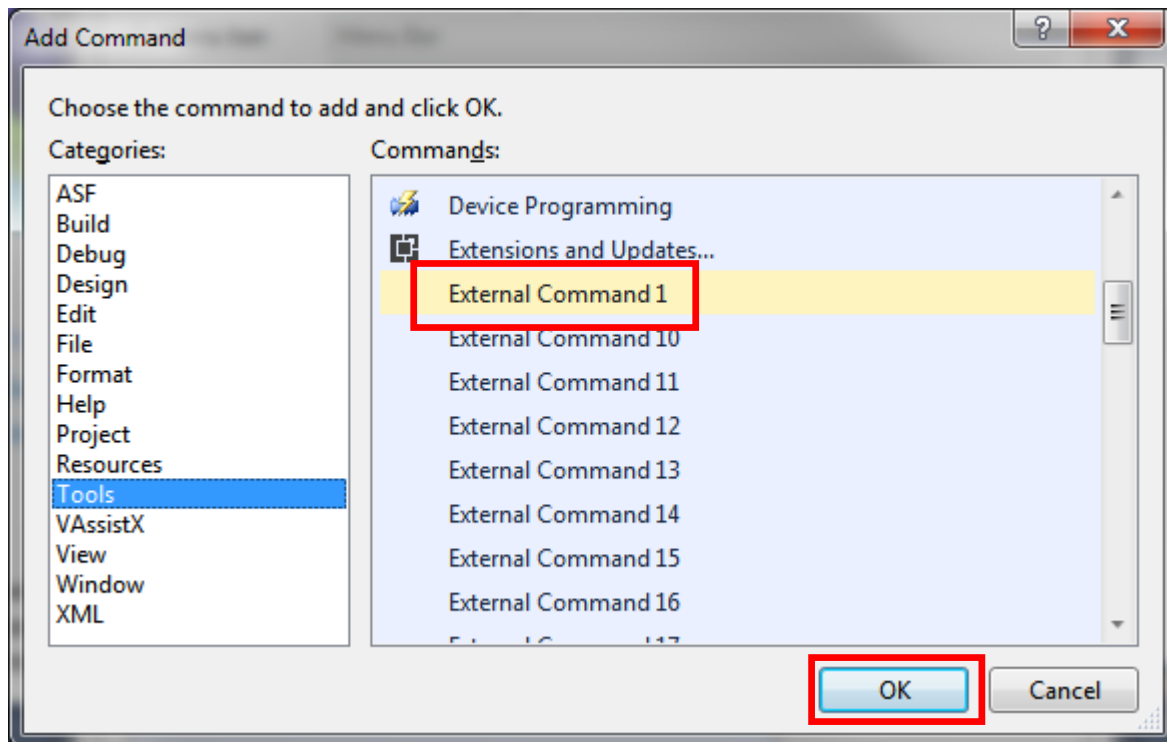 Add Command
Choose the command to add and click OK.
Categories:
Commands:
ASF
Build
Debug
Design
Edit
File
Format
Help
Project
Resources
Tools
VAssistX
View
Window
XML
Device Programming
Extensions and Updates...
External Command 1
External Command 10
External Command 11
External Command 12
External Command 13
External Command 14
External Command 15
External Command 16
OK
Cancel